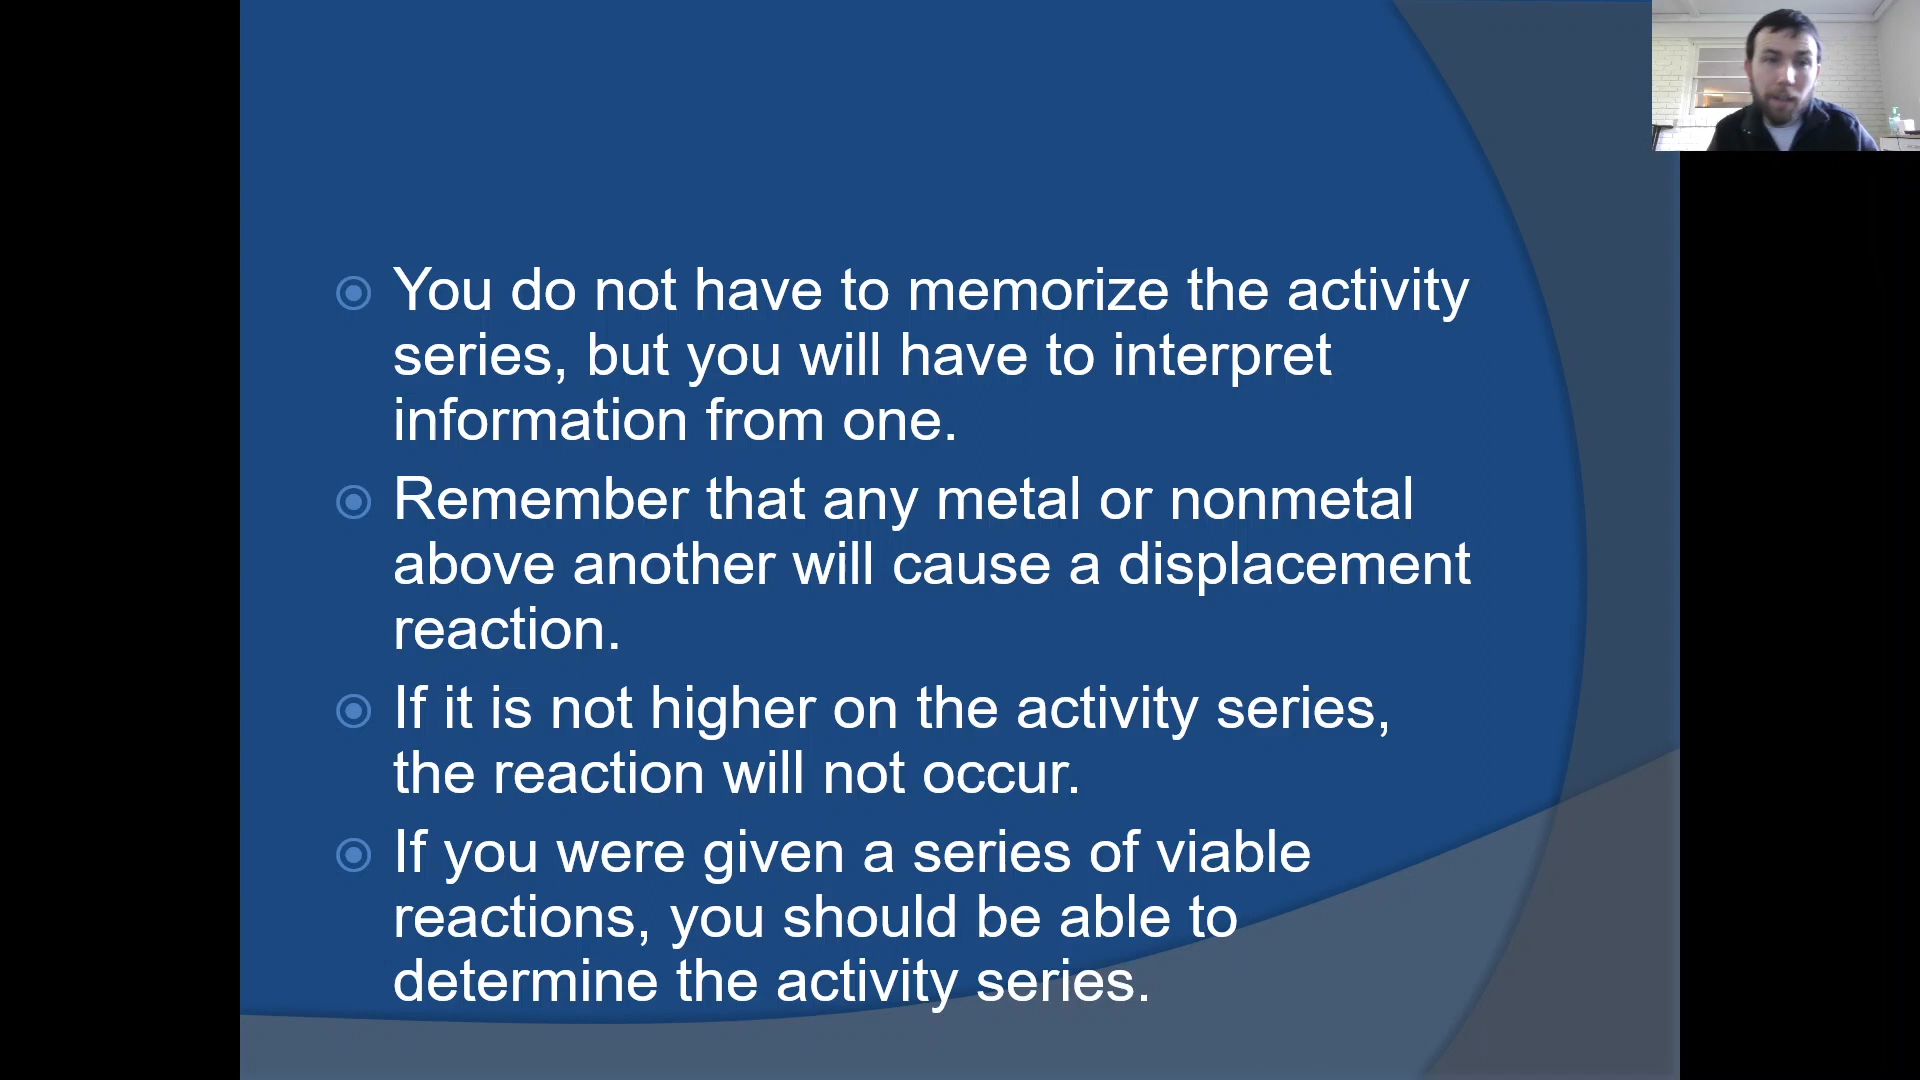 You do not have to memorize the activity
series, but you will have to interpret
information from one.
Remember that any metal or nonmetal
above another will cause a displacement
reaction.
If it is not higher on the activity series,
the reaction will not occur.
If you were given a series of viable
reactions, you should be able to
determine the activity series.